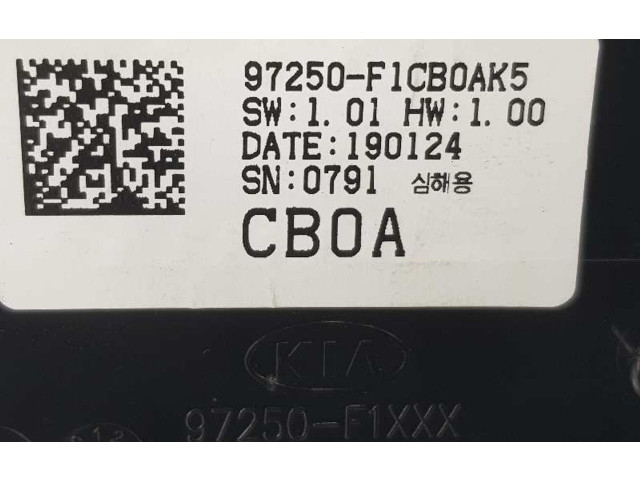 97250-F1CB0AK5
SW:1.01 HW:1.00
DATE:190124
SN:0791 심해용
CB0A
KIA
97250-F1XXX